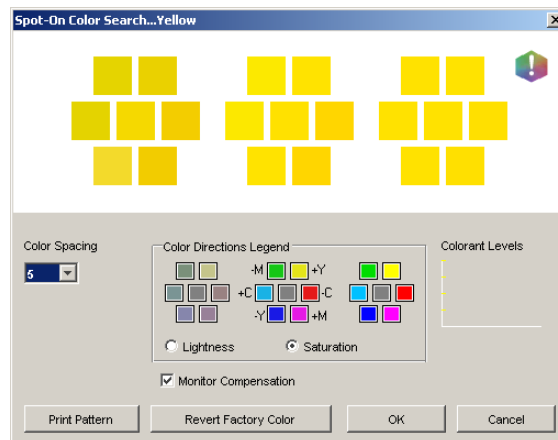 Spot-On Color Search...Yellow
Color Spacing
5
Color Directions Legend
-M +Y
+C -C
-Y +M
Lightness
Saturation
Colorant Levels
Monitor Compensation
Print Pattern
Revert Factory Color
OK
Cancel